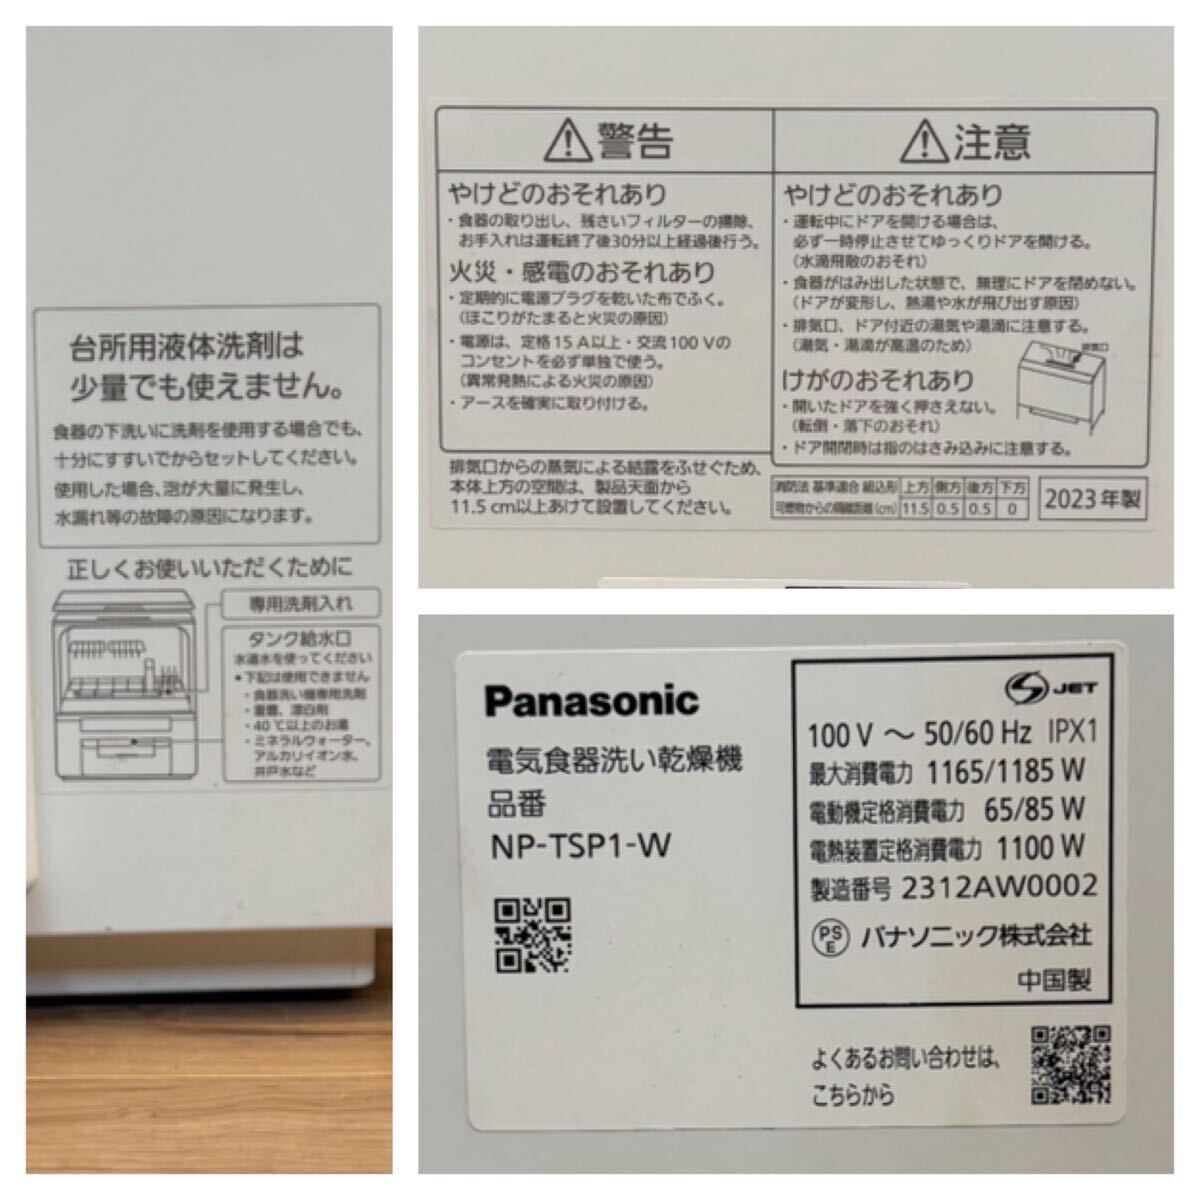 台所用液体洗剤は
少量でも使えません。
食器の下洗いに洗剤を使用する場合でも、
十分にすすいでからセットしてください。
使用した場合、泡が大量に発生し、
水漏れ等の故障の原因になります。
正しくお使いいただくために
専用洗剤入れ
タンク給水口
水道水を使ってください
●下記は使用できません
・食器洗い機専用洗剤
・重曹、漂白剤
・40℃以上のお湯
・ミネラルウォーター、
アルカリイオン水、
井戸水など
警告
やけどのおそれあり
・食器の取り出し、残さいフィルターの掃除、
お手入れは運転終了後30分以上経過後行う。
火災・感電のおそれあり
・定期的に電源プラグを乾いた布でふく。
(ほこりがたまると火災の原因)
・電源は、定格15A以上・交流100Vの
コンセントを必ず単独で使う。
(異常発熱による火災の原因)
・アースを確実に取り付ける。
注意
やけどのおそれあり
・運転中にドアを開ける場合は、
必ず一時停止させてゆっくりドアを開ける。
(水滴飛散のおそれ)
・食器がはみ出した状態で、無理にドアを閉めない。
(ドアが変形し、熱湯や水が飛び出す原因)
・排気口、ドア付近の湯気や湯滴に注意する。
(湯気・湯滴が高温のため)
排気口
けがのおそれあり
・開いたドアを強く押さえない。
(転倒・落下のおそれ)
・ドア開閉時は指のはさみ込みに注意する。
排気口からの蒸気による結露をふせぐため、
本体上方の空間は、製品天面から
11.5cm以上あけて設置してください。
消防法 基準適合 組込形 上方 側方 後方 下方
可燃物からの隔離距離(cm) 11.5 0.5 0.5 0
2023年製
Panasonic
電気食器洗い乾燥機
品番
NP-TSP1-W
S JET
100 V ～ 50/60 Hz IPX1
最大消費電力 1165/1185 W
電動機定格消費電力 65/85 W
電熱装置定格消費電力 1100 W
製造番号 2312AW0002
PSE パナソニック株式会社
中国製
よくあるお問い合わせは、
こちらから